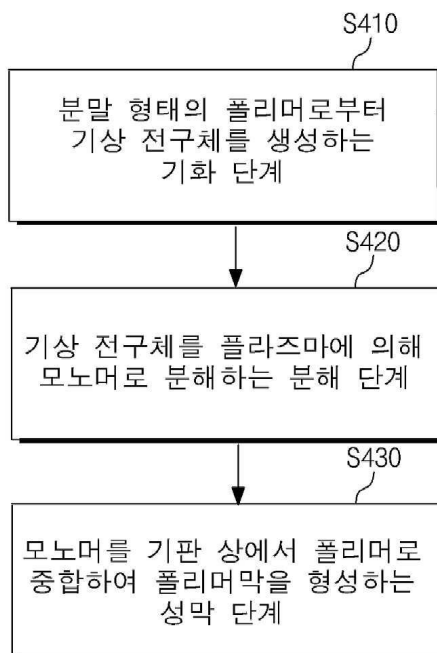 S410
분말 형태의 폴리머로부터
기상 전구체를 생성하는
기화 단계
S420
기상 전구체를 플라즈마에 의해
모노머로 분해하는 분해 단계
S430
모노머를 기판 상에서 폴리머로
중합하여 폴리머막을 형성하는
성막 단계